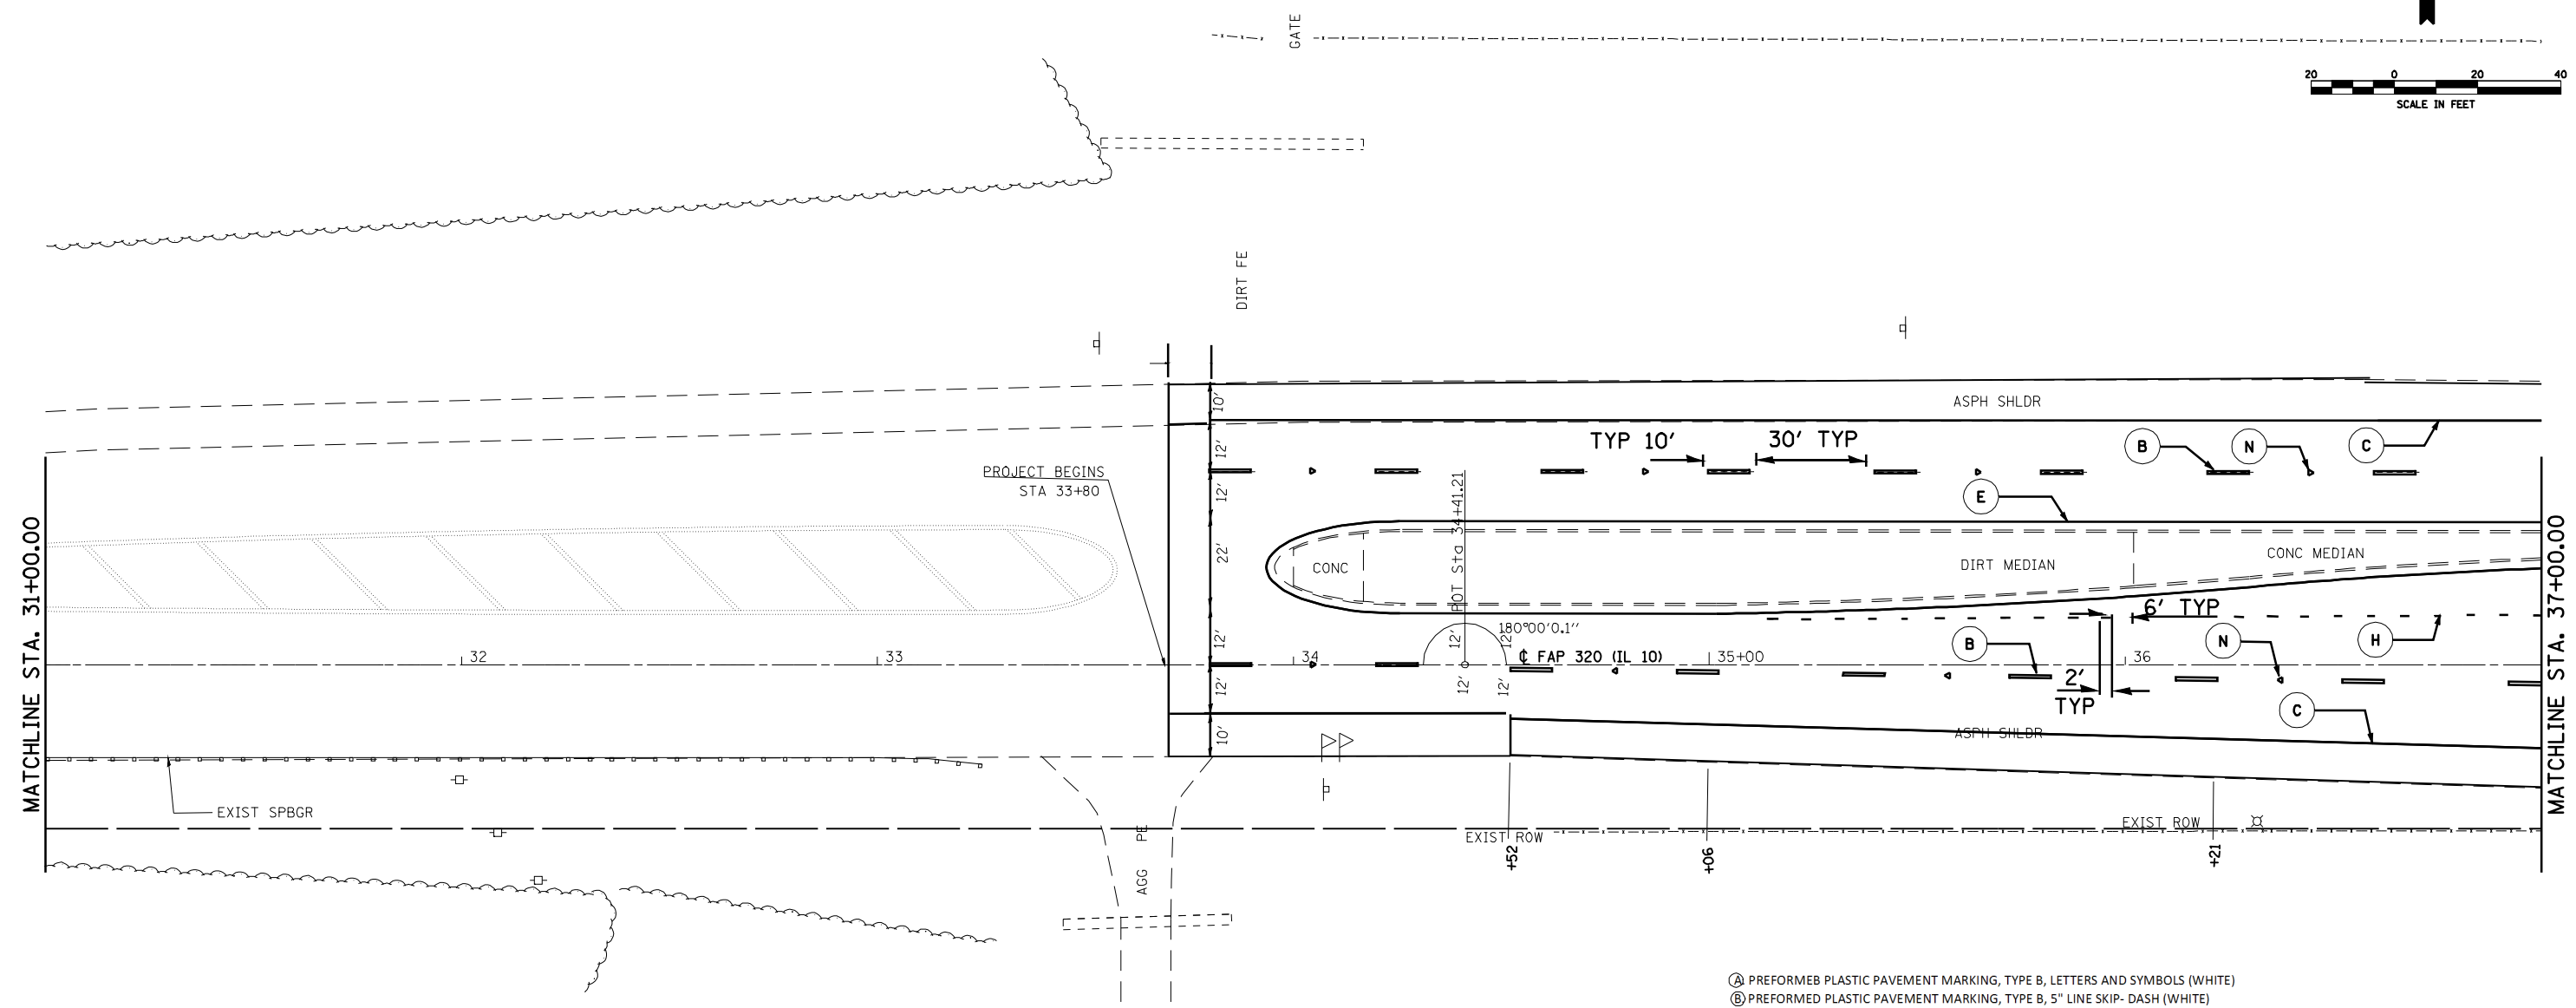 GATE
20 0 20 40
SCALE IN FEET
DIRT FE
10'
ASPH SHLDR
TYP 10'
30' TYP
B
N
C
12'
PROJECT BEGINS
STA 33+80
12'
E
MATCHLINE STA. 31+00.00
22'
CONC
POT Sta 34+41.21
DIRT MEDIAN
CONC MEDIAN
MATCHLINE STA. 37+00.00
6' TYP
180°00'0.1''
12'
12'
12'
B
N
H
32
33
34
℄ FAP 320 (IL 10)
35+00
36
12'
12'
12'
2'
TYP
C
10'
ASPH SHLDR
EXIST SPBGR
EXIST ROW
EXIST ROW
+52
+06
+21
AGG PE
A PREFORMEB PLASTIC PAVEMENT MARKING, TYPE B, LETTERS AND SYMBOLS (WHITE)
B PREFORMED PLASTIC PAVEMENT MARKING, TYPE B, 5" LINE SKIP- DASH (WHITE)